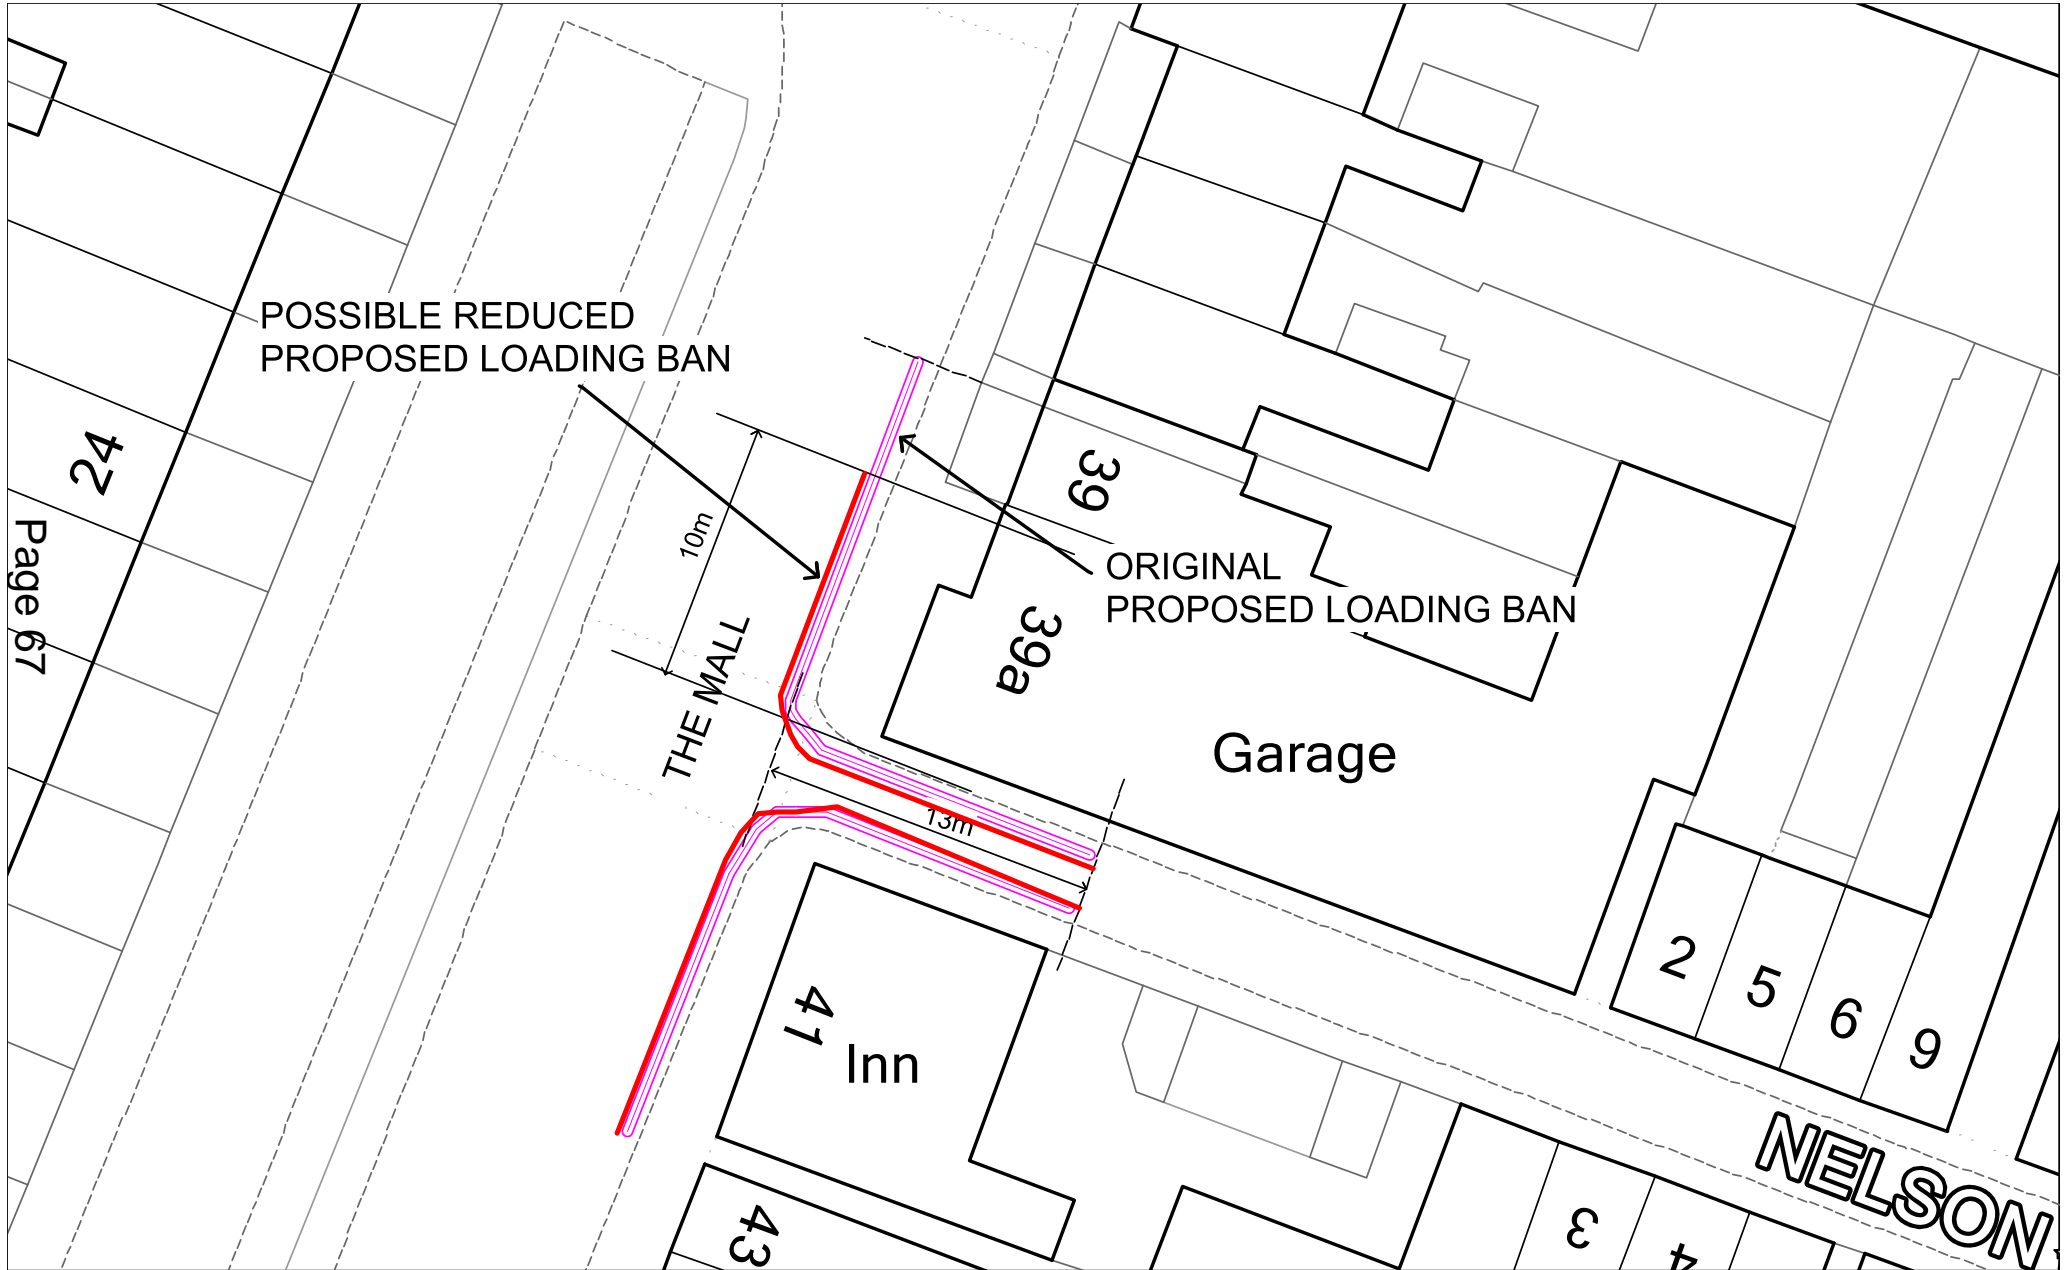 POSSIBLE REDUCED
PROPOSED LOADING BAN
24
Page 67
10m
THE MALL
39
ORIGINAL
PROPOSED LOADING BAN
39a
Garage
13m
41
Inn
43
2
5
6
9
3
4
NELSON